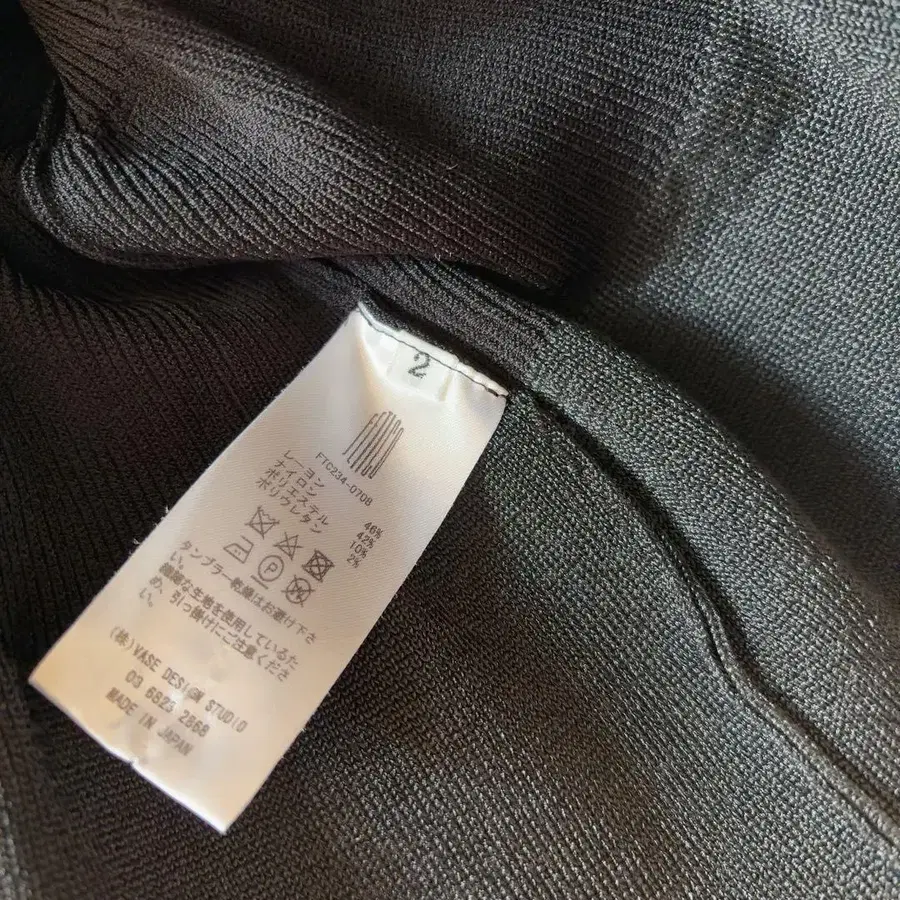 2
FTC234-0708
レーヨン 46%
ナイロン 42%
ポリエステル 10%
ポリウレタン 2%
タンブラー乾燥はお避け下さ
い。
繊細な生地を使用しているた
め、引っ掛けにご注意くださ
い。
(株)VASE DESIGN STUDIO
03 6825 2868
MADE IN JAPAN